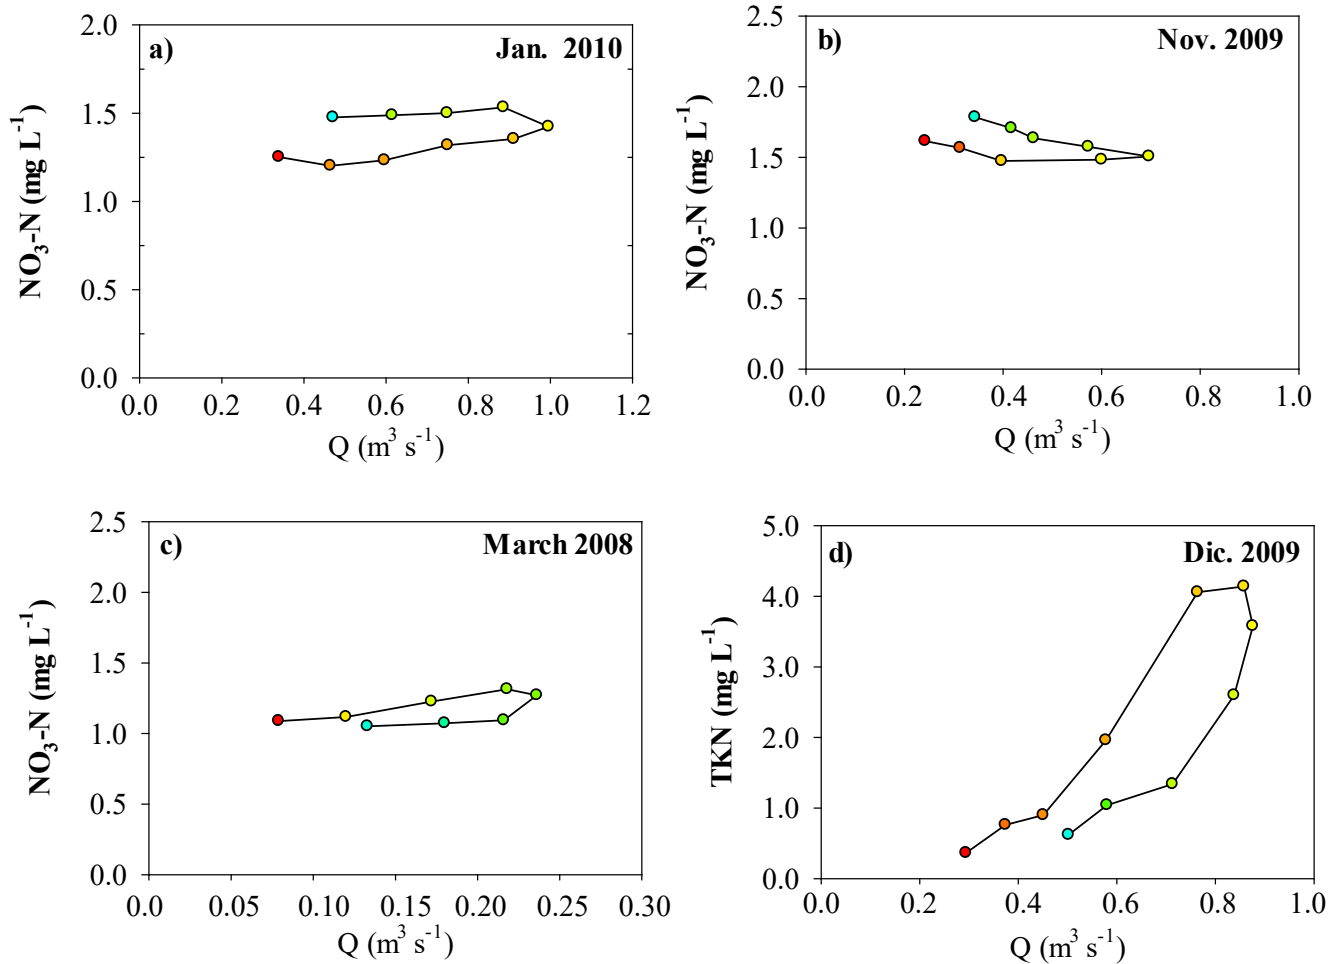 a)
Jan. 2010
2.0
1.5
1.0
0.5
0.0
NO₃-N (mg L⁻¹)
0.0 0.2 0.4 0.6 0.8 1.0 1.2
Q (m³ s⁻¹)
b)
Nov. 2009
2.5
2.0
1.5
1.0
0.5
0.0
NO₃-N (mg L⁻¹)
0.0 0.2 0.4 0.6 0.8 1.0
Q (m³ s⁻¹)
c)
March 2008
2.5
2.0
1.5
1.0
0.5
0.0
NO₃-N (mg L⁻¹)
0.0 0.05 0.10 0.15 0.20 0.25 0.30
Q (m³ s⁻¹)
d)
Dic. 2009
5.0
4.0
3.0
2.0
1.0
0.0
TKN (mg L⁻¹)
0.0 0.2 0.4 0.6 0.8 1.0
Q (m³ s⁻¹)